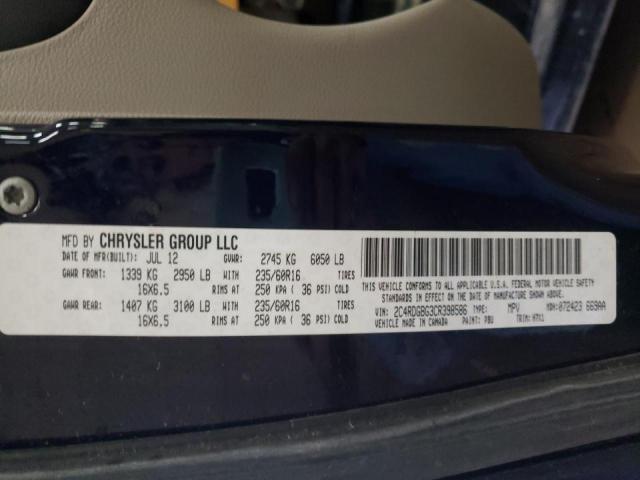 MFD BY CHRYSLER GROUP LLC
DATE OF MFR(BUILT): JUL 12 GVWR: 2745 KG 6050 LB
GAWR FRONT: 1339 KG 2950 LB WITH 235/60R16 TIRES
16X6.5 RIMS AT 250 KPA ( 36 PSI) COLD
GAWR REAR: 1407 KG 3100 LB WITH 235/60R16 TIRES
16X6.5 RIMS AT 250 KPA ( 36 PSI) COLD
THIS VEHICLE CONFORMS TO ALL APPLICABLE U.S.A. FEDERAL MOTOR VEHICLE SAFETY
STANDARDS IN EFFECT ON THE DATE OF MANUFACTURE SHOWN ABOVE.
VIN: 2C4RDGBG3CR398586 TYPE: MPV MDH: 072423 669AA
VEHICLE MADE IN CANADA PAINT: PBU TRIM: